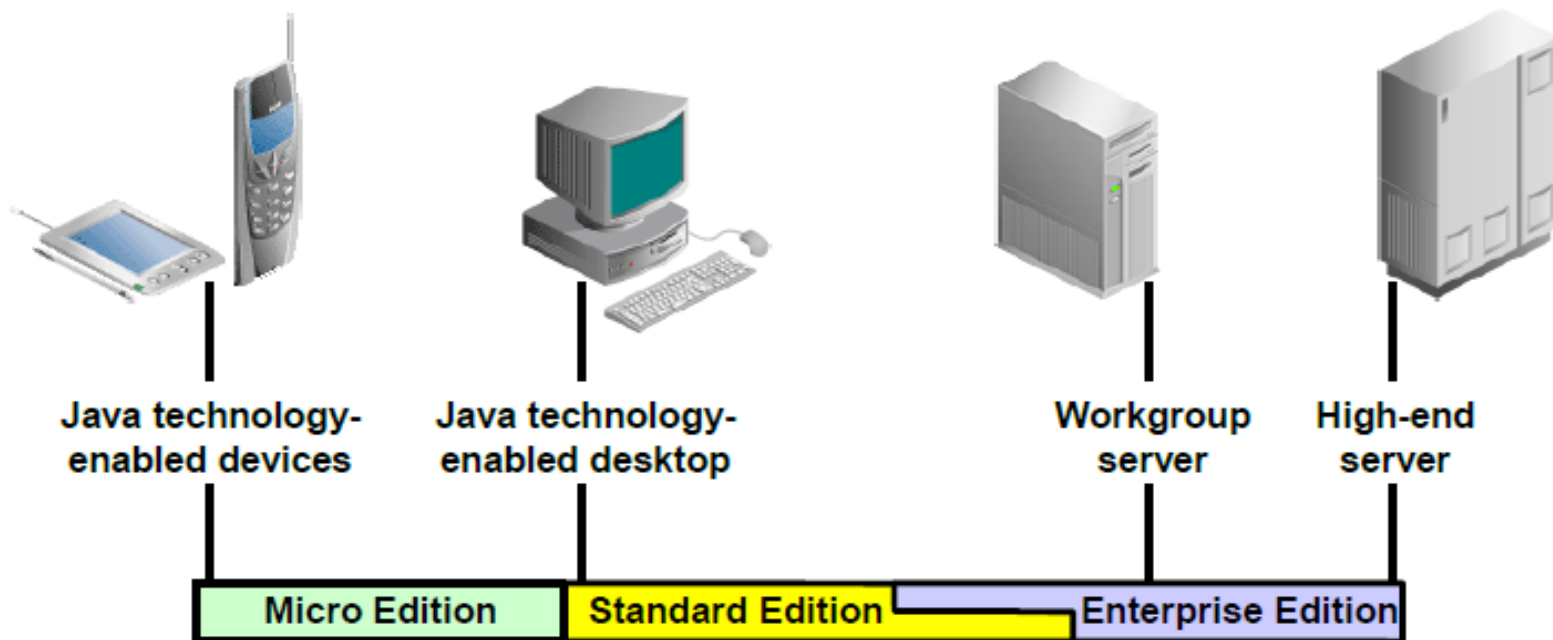 Java technology-
enabled devices
Java technology-
enabled desktop
Workgroup
server
High-end
server
Micro Edition
Standard Edition
Enterprise Edition